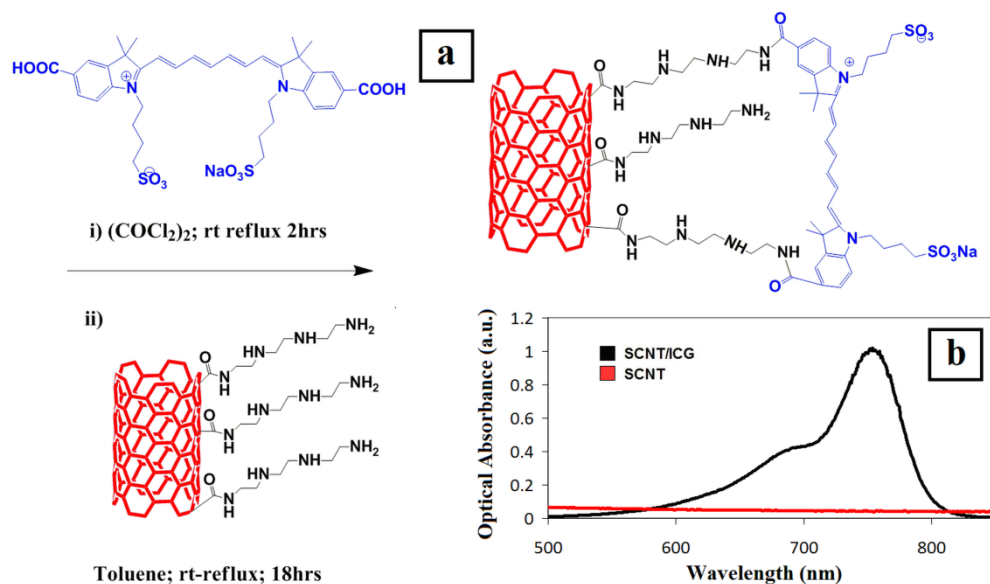 HOOC
N
+
N
COOH
SO₃
⊖
NaO₃S
i) (COCl₂)₂; rt reflux 2hrs
ii)
O
N
H
H
N
H
N
NH₂
O
N
H
H
N
H
N
NH₂
O
N
H
H
N
H
N
NH₂
Toluene; rt-reflux; 18hrs
a
O
N
H
H
N
NH
NH
O
N
+
SO₃
⊖
O
N
H
H
N
H
N
NH₂
O
N
H
H
N
NH
NH
O
N
SO₃Na
b
SCNT/ICG
SCNT
Optical Absorbance (a.u.)
1.2
1
0.8
0.6
0.4
0.2
0
500
600
700
800
Wavelength (nm)